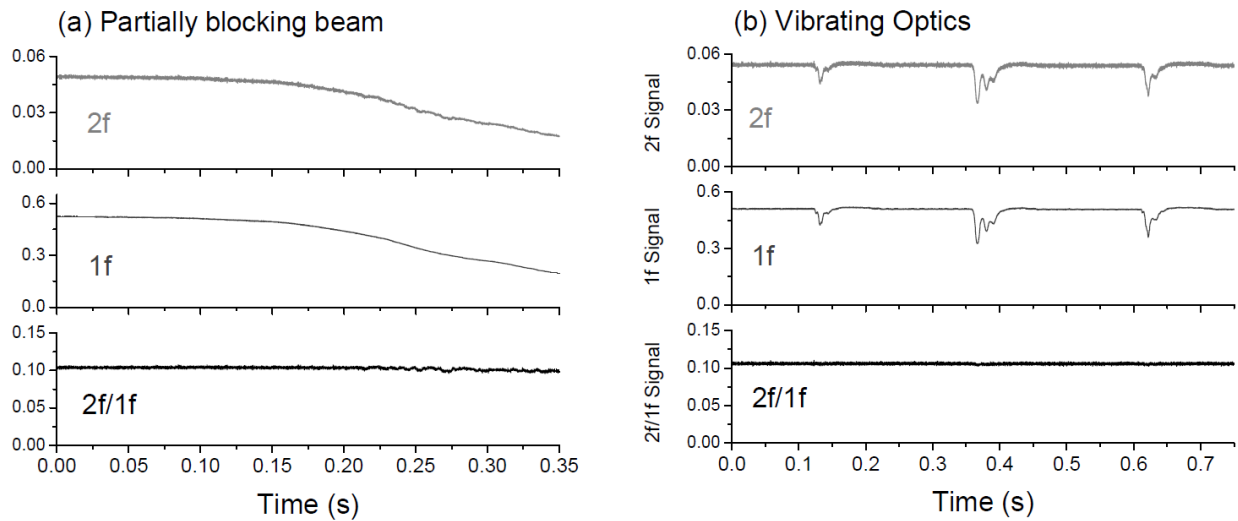 (a) Partially blocking beam
0.06
0.03
0.00
2f
0.6
0.3
0.0
1f
0.15
0.10
0.05
0.00
2f/1f
0.00 0.05 0.10 0.15 0.20 0.25 0.30 0.35
Time (s)
(b) Vibrating Optics
2f Signal
0.06
0.03
0.00
2f
1f Signal
0.6
0.3
0.0
1f
2f/1f Signal
0.15
0.10
0.05
0.00
2f/1f
0.0 0.1 0.2 0.3 0.4 0.5 0.6 0.7
Time (s)